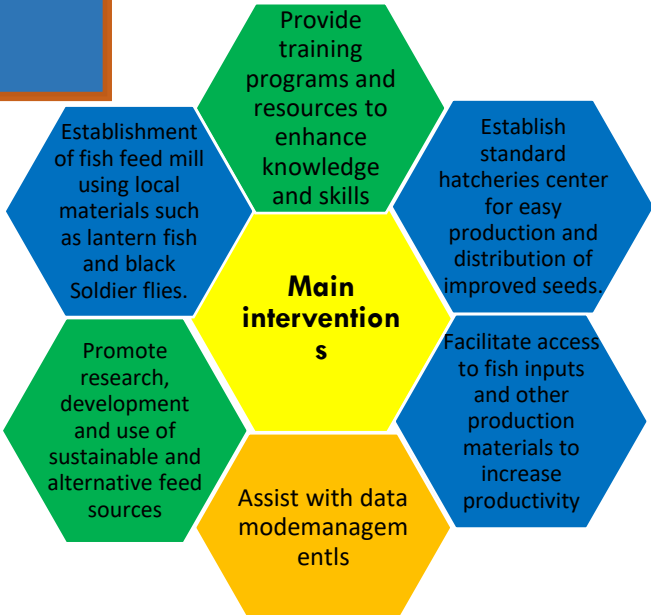 Provide
training
programs and
resources to
enhance
knowledge
and skills
Establishment
of fish feed mill
using local
materials such
as lantern fish
and black
Soldier flies.
Establish
standard
hatcheries center
for easy
production and
distribution of
improved seeds.
Main
intervention
s
Promote
research,
development
and use of
sustainable and
alternative feed
sources
Facilitate access
to fish inputs
and other
production
materials to
increase
productivity
Assist with data
modemanagem
entls